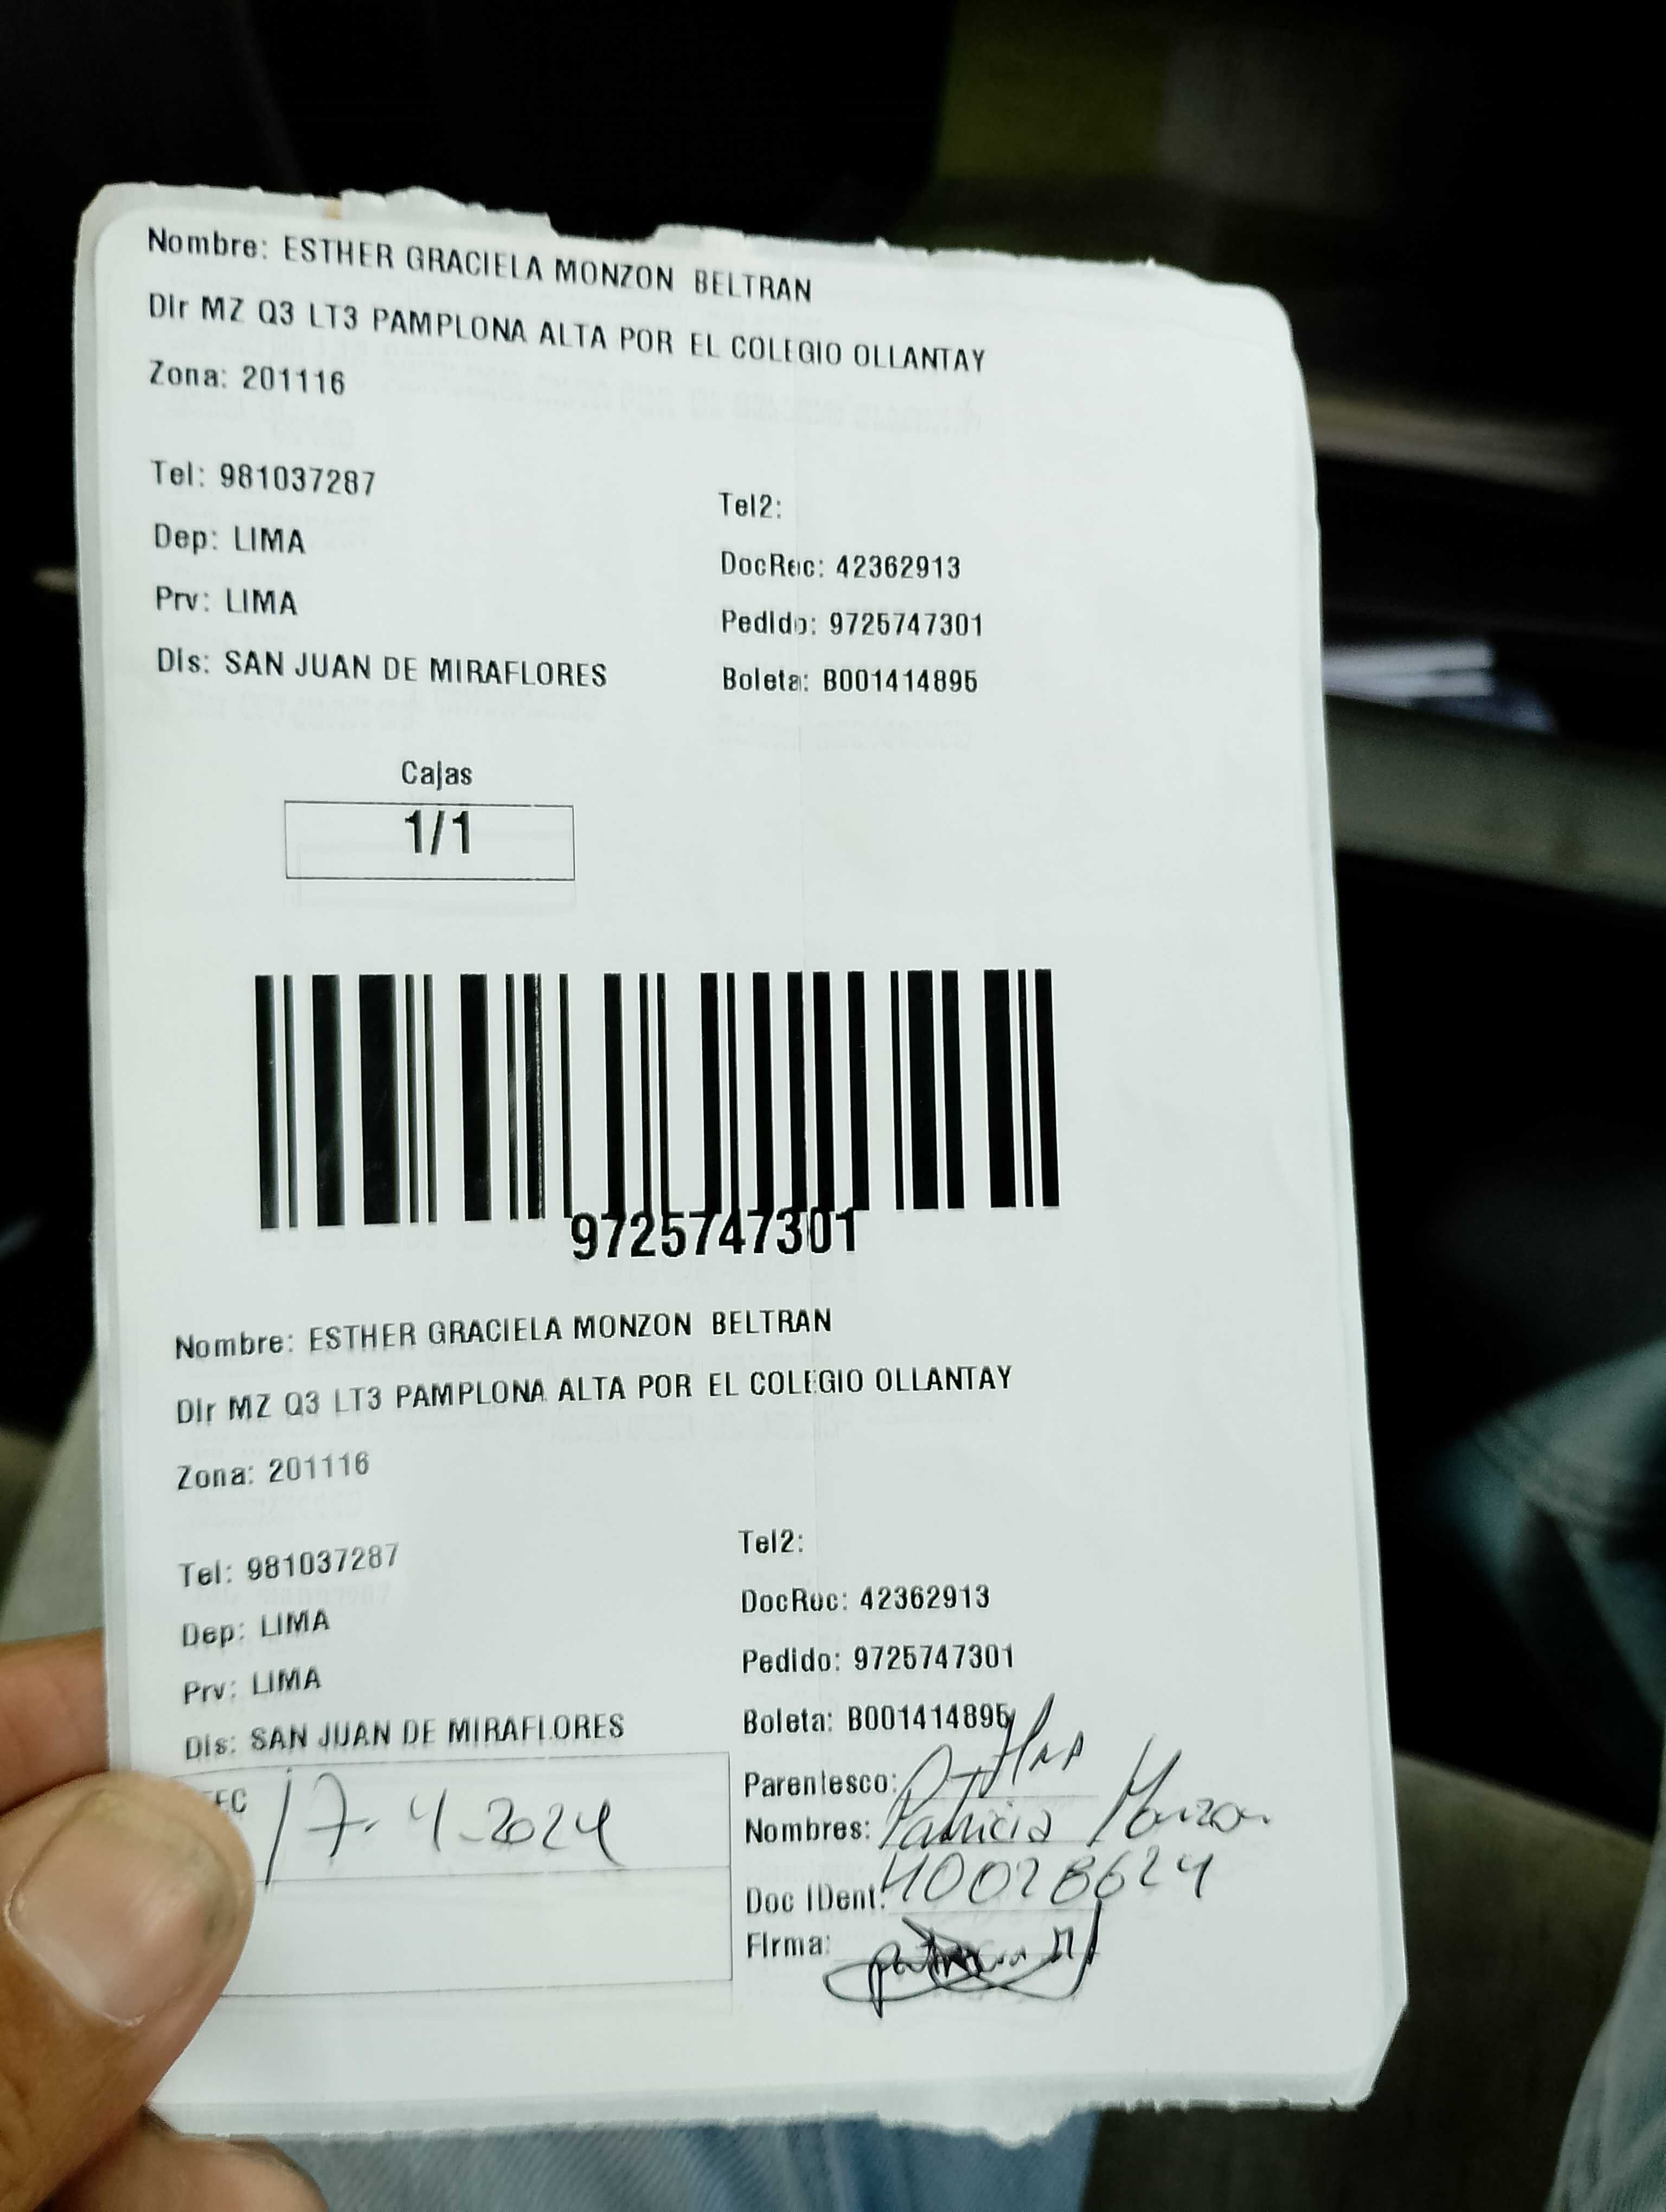 Nombre: ESTHER GRACIELA MONZON BELTRAN
Dir MZ Q3 LT3 PAMPLONA ALTA POR EL COLEGIO OLLANTAY
Zona: 201116
Tel: 981037287
Tel2:
Dep: LIMA
DocRec: 42362913
Prv: LIMA
Pedido: 9725747301
Dis: SAN JUAN DE MIRAFLORES
Boleta: B001414895
Cajas
1/1
9725747301
Nombre: ESTHER GRACIELA MONZON BELTRAN
Dir MZ Q3 LT3 PAMPLONA ALTA POR EL COLEGIO OLLANTAY
Zona: 201116
Tel: 981037287
Tel2:
Dep: LIMA
DocRec: 42362913
Prv: LIMA
Pedido: 9725747301
Dis: SAN JUAN DE MIRAFLORES
Boleta: B001414895
Parentesco:
17-4-2024
Nombres: Patricia Monzon
Doc IDent: 40028624
Firma: